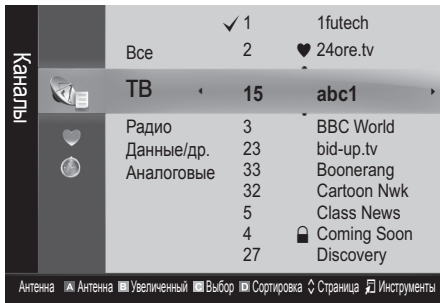 Каналы
✓ 1 1futech
Все 2 ♥ 24ore.tv
ТВ 15 abc1
Радио 3 BBC World
Данные/др. 23 bid-up.tv
Аналоговые 33 Boonerang
32 Cartoon Nwk
5 Class News
4 Coming Soon
27 Discovery
Антенна A Антенна B Увеличенный C Выбор D Сортировка Страница Инструменты